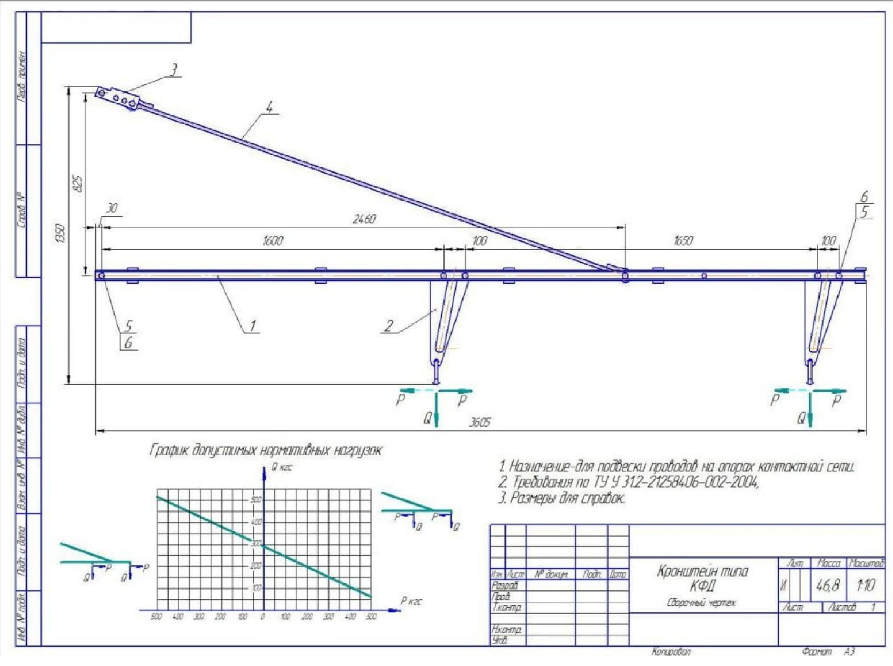 Перв. примен.
Справ. №
Подп. и дата
Инв. № дубл.
Взам. инв. №
Подп. и дата
Инв. № подл.
3
4
6
5
825
1350
30
2460
1600
100
1650
100
5
6
1
2
P
P
Q
P
P
Q
3605
График допустимых нормативных нагрузок
Q кгс
500
400
300
200
100
500 400 300 200 100 0 100 200 300 400 500
P кгс
P
Q
P
Q
Q
P
Q
P
1. Назначение-для подвески проводов на опорах контактной сети.
2. Требования по ТУ У 31.2-21258406-002-2004,
3. Размеры для справок.
Изм. Лист № докум. Подп. Дата
Разраб.
Пров.
Т.контр.
Н.контр.
Утв.
Кронштейн типа
КФД
Сборочный чертеж
Лит. Масса Масштаб
И 46,8 1:10
Лист Листов 1
Копировал
Формат А3